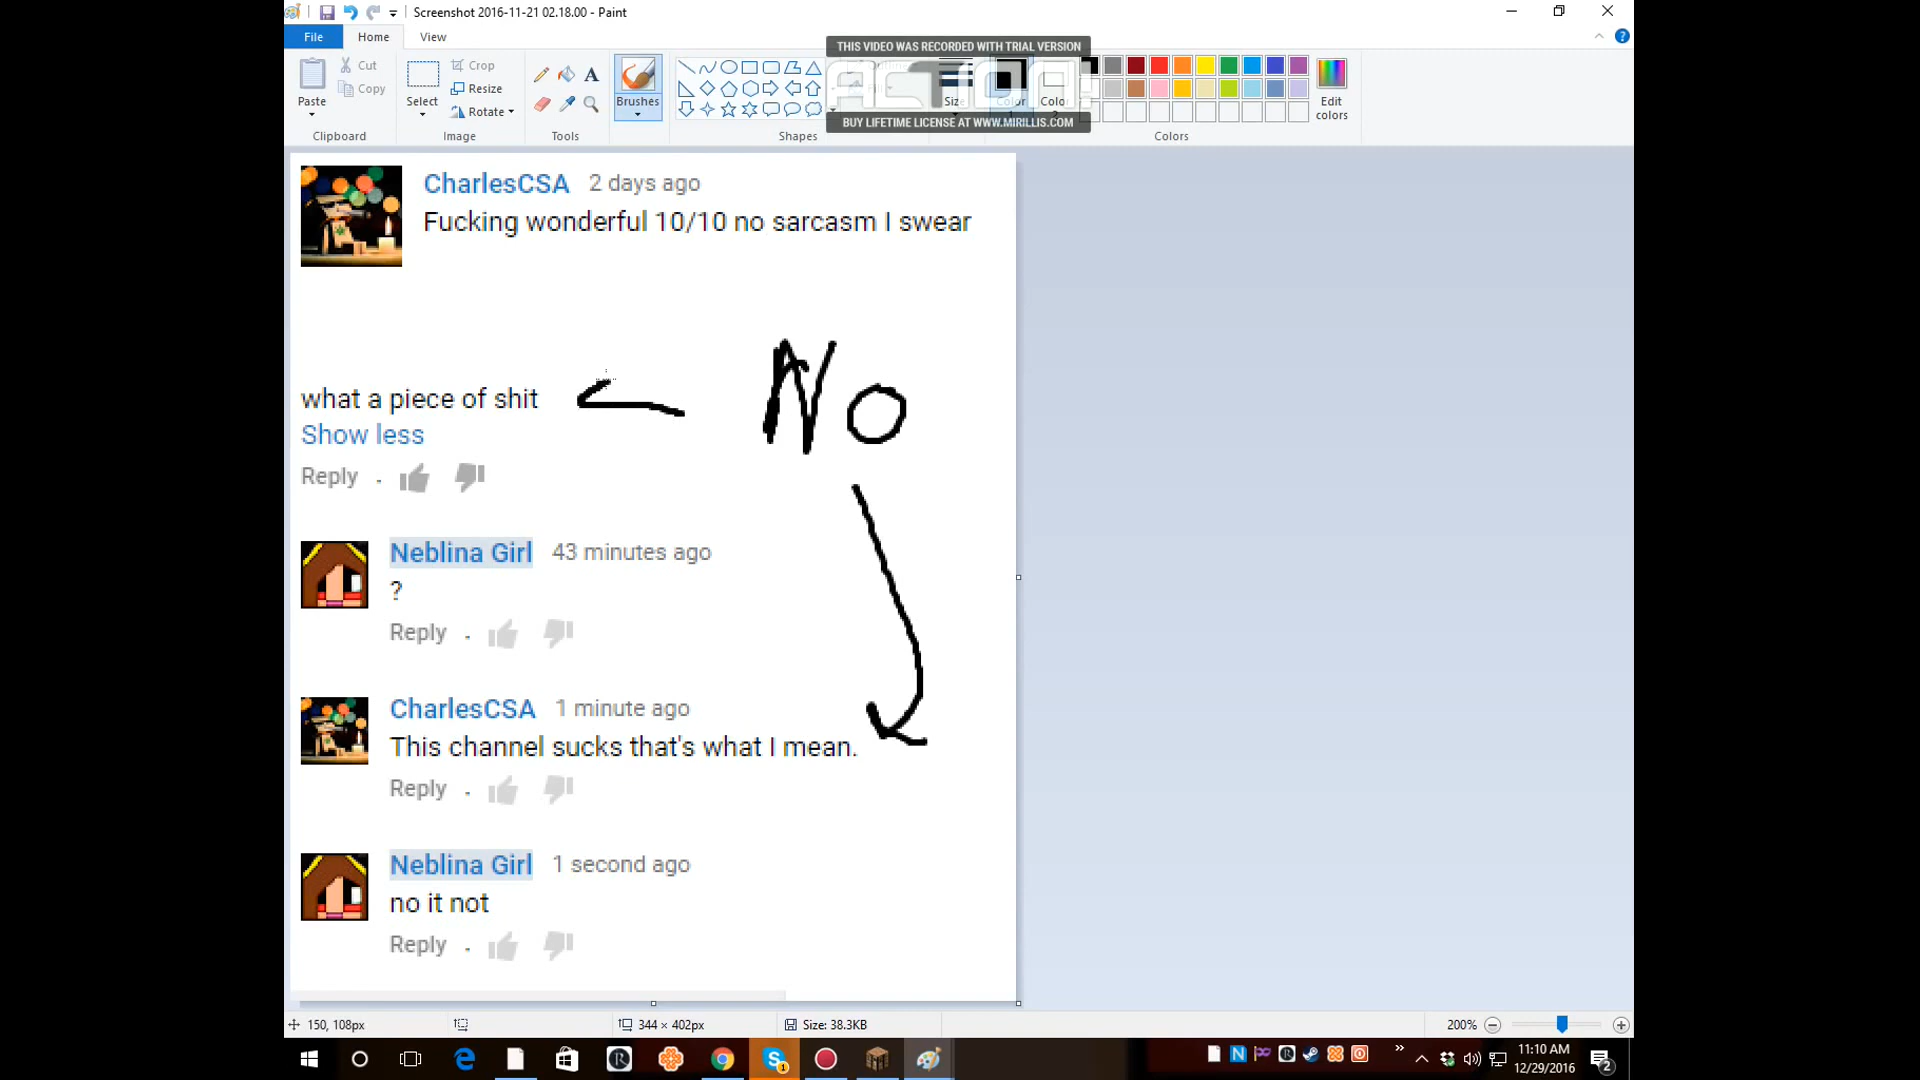 Screenshot 2016-11-21 02.18.00 - Paint
File Home View
THIS VIDEO WAS RECORDED WITH TRIAL VERSION
ACTION!
BUY LIFETIME LICENSE AT WWW.MIRILLIS.COM
Paste
Cut
Copy
Clipboard
Select
Crop
Resize
Rotate
Image
Tools
Brushes
Shapes
Size
Color
Color
Edit
colors
Colors
CharlesCSA 2 days ago
Fucking wonderful 10/10 no sarcasm I swear
what a piece of shit
NO
Show less
Reply
Neblina Girl 43 minutes ago
?
Reply
CharlesCSA 1 minute ago
This channel sucks that's what I mean.
Reply
Neblina Girl 1 second ago
no it not
Reply
150, 108px
344 × 402px
Size: 38.3KB
200%
11:10 AM
12/29/2016